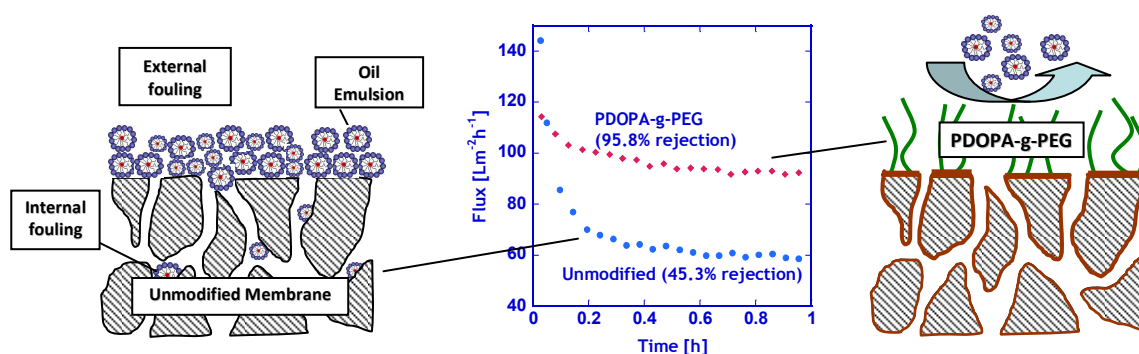 External
fouling
Oil
Emulsion
Internal
fouling
Unmodified Membrane
Flux [Lm⁻²h⁻¹]
140
120
100
80
60
40
PDOPA-g-PEG
(95.8% rejection)
Unmodified (45.3% rejection)
0
0.2
0.4
0.6
0.8
1
Time [h]
PDOPA-g-PEG